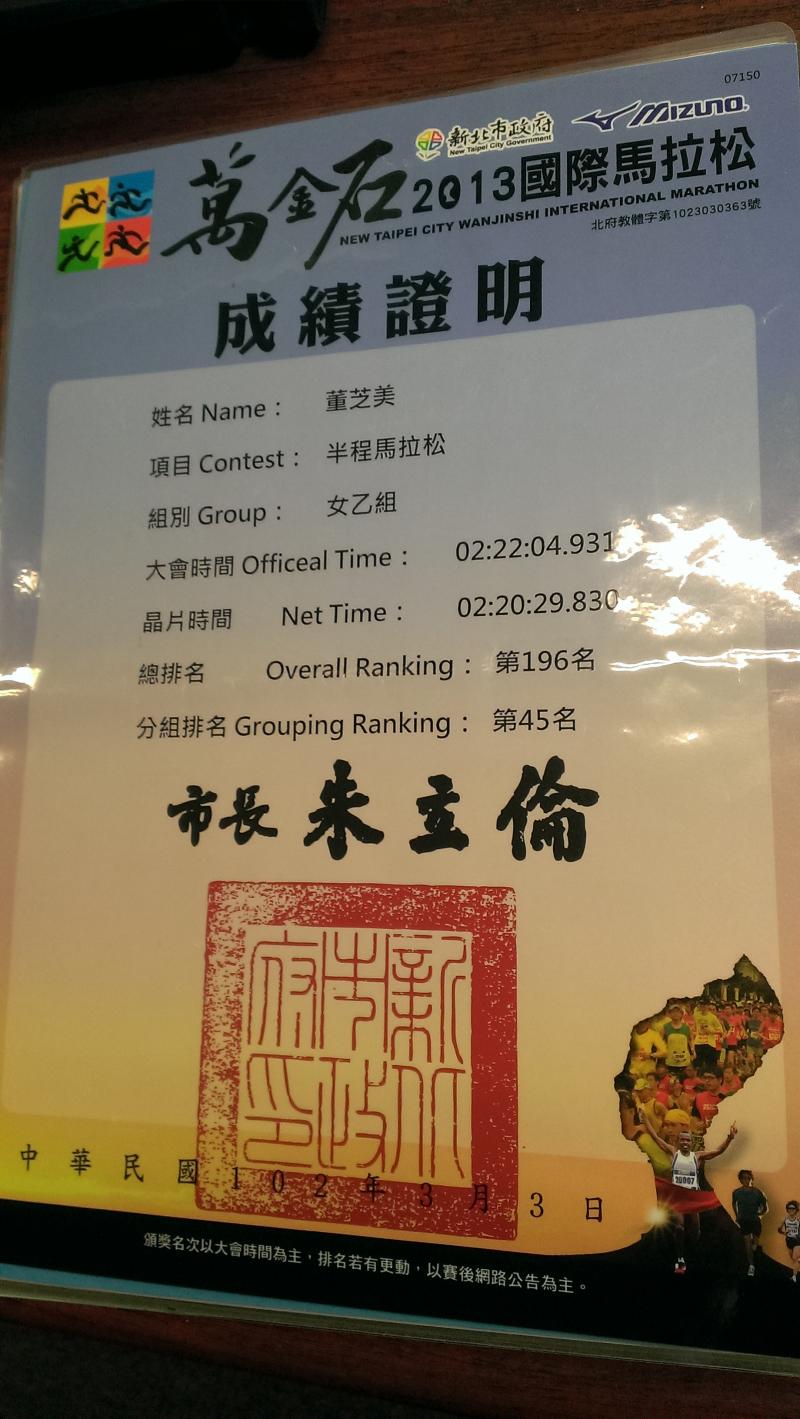 07150
新北市政府 MIZUNO
New Taipei City Government
萬金石 2013國際馬拉松
NEW TAIPEI CITY WANJINSHI INTERNATIONAL MARATHON
北府教體字第1023030363號
成績證明
姓名 Name： 董芝美
項目 Contest： 半程馬拉松
組別 Group： 女乙組
大會時間 Officeal Time： 02:22:04.931
晶片時間 Net Time： 02:20:29.830
總排名 Overall Ranking： 第196名
分組排名 Grouping Ranking： 第45名
市長 朱立倫
新北市政府印
中華民國102年3月3日
頒獎名次以大會時間為主，排名若有更動，以賽後網路公告為主。